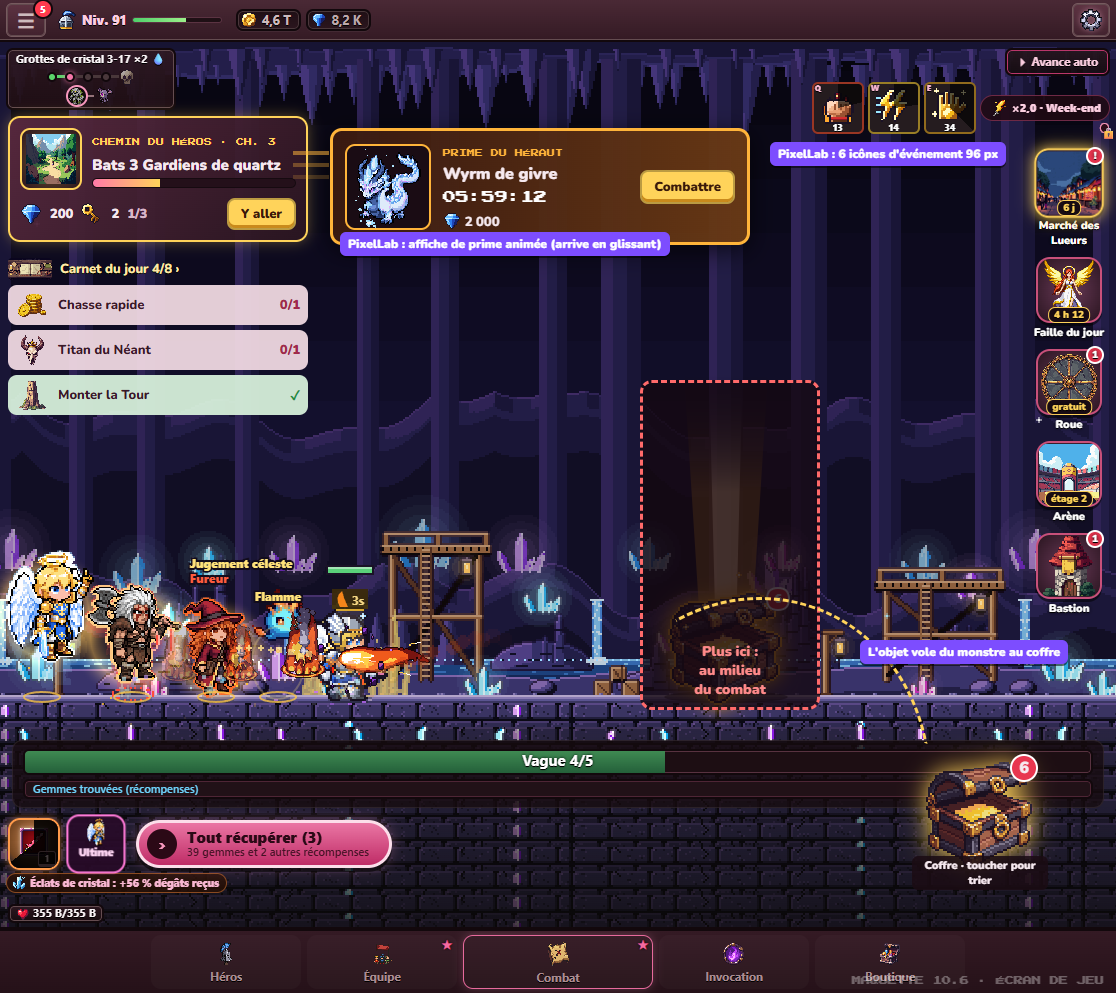 5
Niv. 91
4,6 T
8,2 K
Grottes de cristal 3-17 ×2
Avance auto
Q
13
W
14
E
34
×2,0 · Week-end
CHEMIN DU HÉROS · CH. 3
Bats 3 Gardiens de quartz
200
2 1/3
Y aller
PRIME DU HÉRAUT
Wyrm de givre
05:59:12
2 000
Combattre
PixelLab : affiche de prime animée (arrive en glissant)
PixelLab : 6 icônes d'événement 96 px
!
6 j
Marché des
Lueurs
4 h 12
Faille du jour
1
gratuit
Roue
étage 2
Arène
1
Bastion
Carnet du jour 4/8 ›
Chasse rapide 0/1
Titan du Néant 0/1
Monter la Tour ✓
Jugement céleste
Fureur
Flamme
3s
Plus ici :
au milieu
du combat
L'objet vole du monstre au coffre
Vague 4/5
Gemmes trouvées (récompenses)
6
Coffre · toucher pour
trier
1
Ultime
Tout récupérer (3)
39 gemmes et 2 autres récompenses
Éclats de cristal : +56 % dégâts reçus
355 B/355 B
Héros
Équipe
Combat
Invocation
Boutique
MAQUETTE 10.6 · ÉCRAN DE JEU